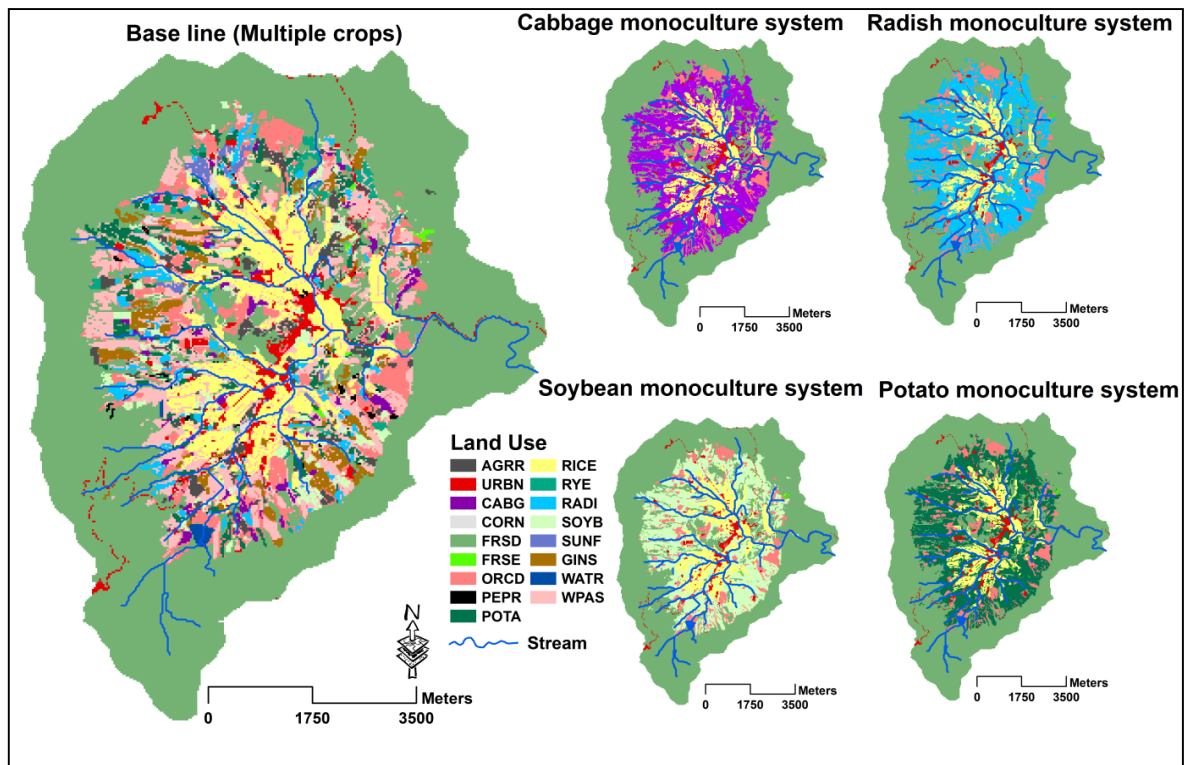 Base line (Multiple crops)
Cabbage monoculture system
Radish monoculture system
Meters
0 1750 3500
Meters
0 1750 3500
Soybean monoculture system
Potato monoculture system
Land Use
AGRR RICE
URBN RYE
CABG RADI
CORN SOYB
FRSD SUNF
FRSE GINS
ORCD WATR
PEPR WPAS
POTA
Stream
N
Meters
0 1750 3500
Meters
0 1750 3500
Meters
0 1750 3500